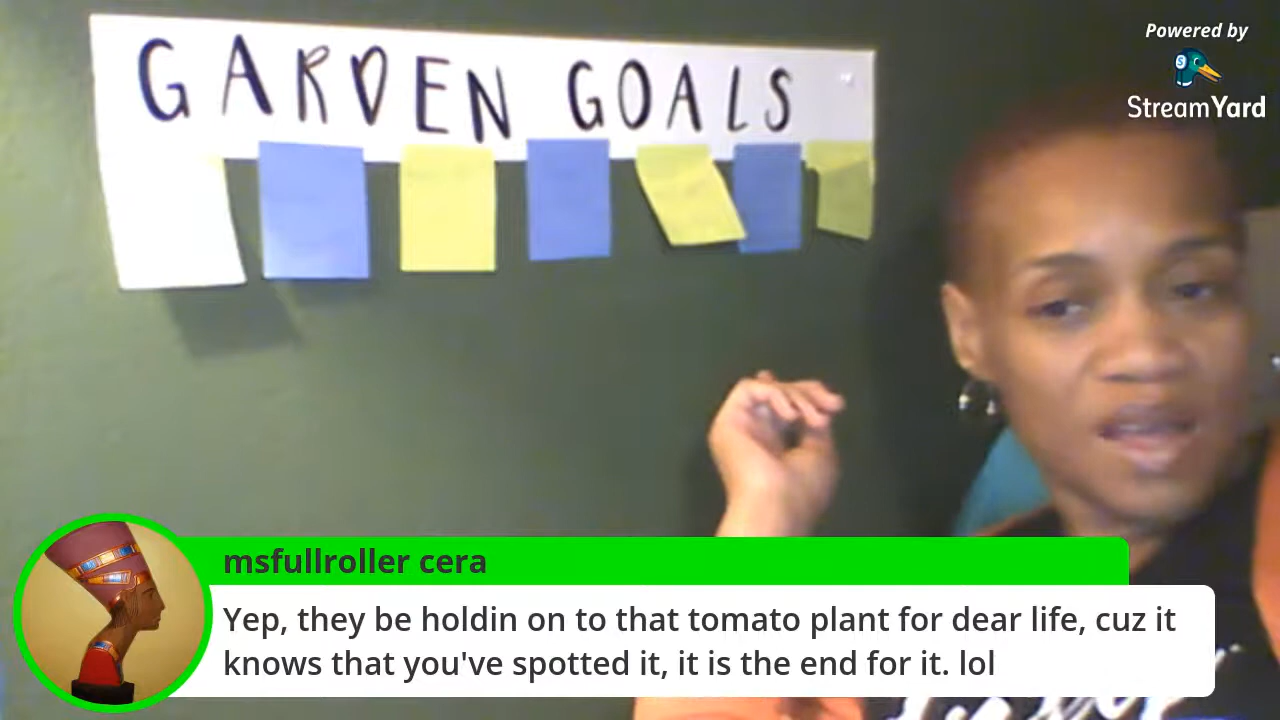 GARDEN GOALS
Powered by
StreamYard
msfullroller cera
Yep, they be holdin on to that tomato plant for dear life, cuz it
knows that you've spotted it, it is the end for it. lol